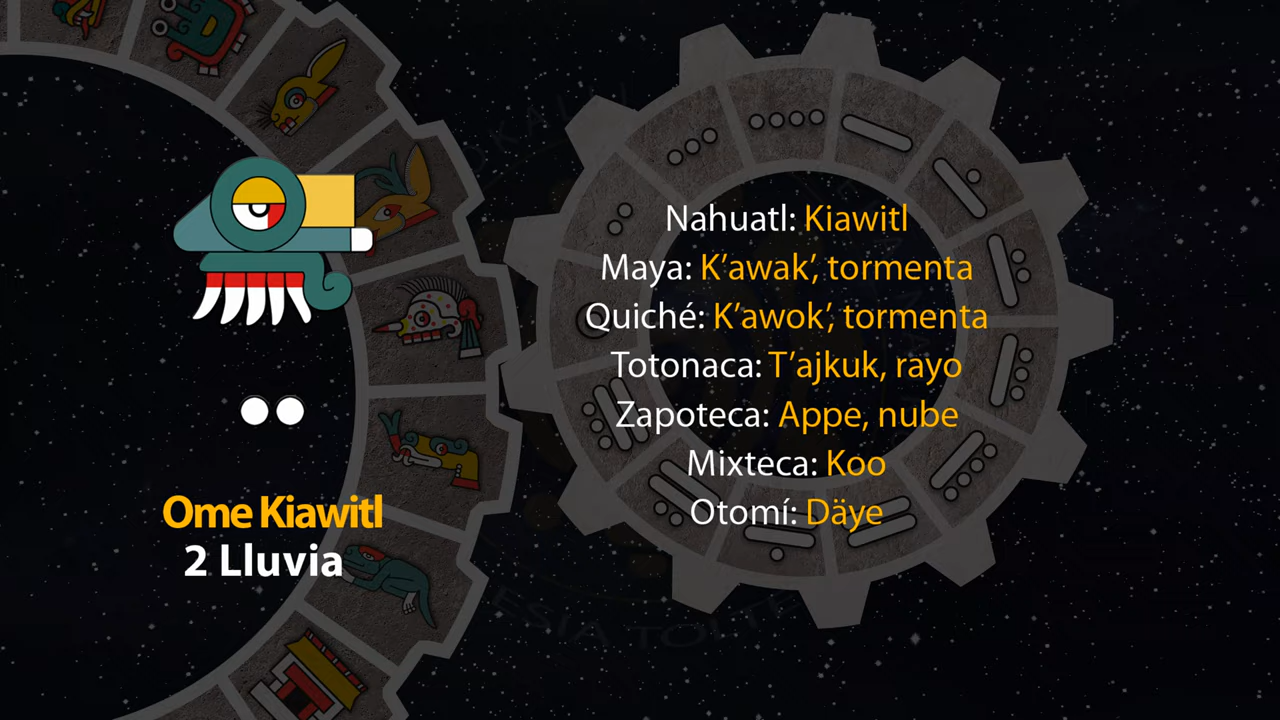 Nahuatl: Kiawitl
Maya: K'awak', tormenta
Quiché: K'awok', tormenta
Totonaca: T'ajkuk, rayo
Zapoteca: Appe, nube
Mixteca: Koo
Otomí: Däye
Ome Kiawitl
2 Lluvia